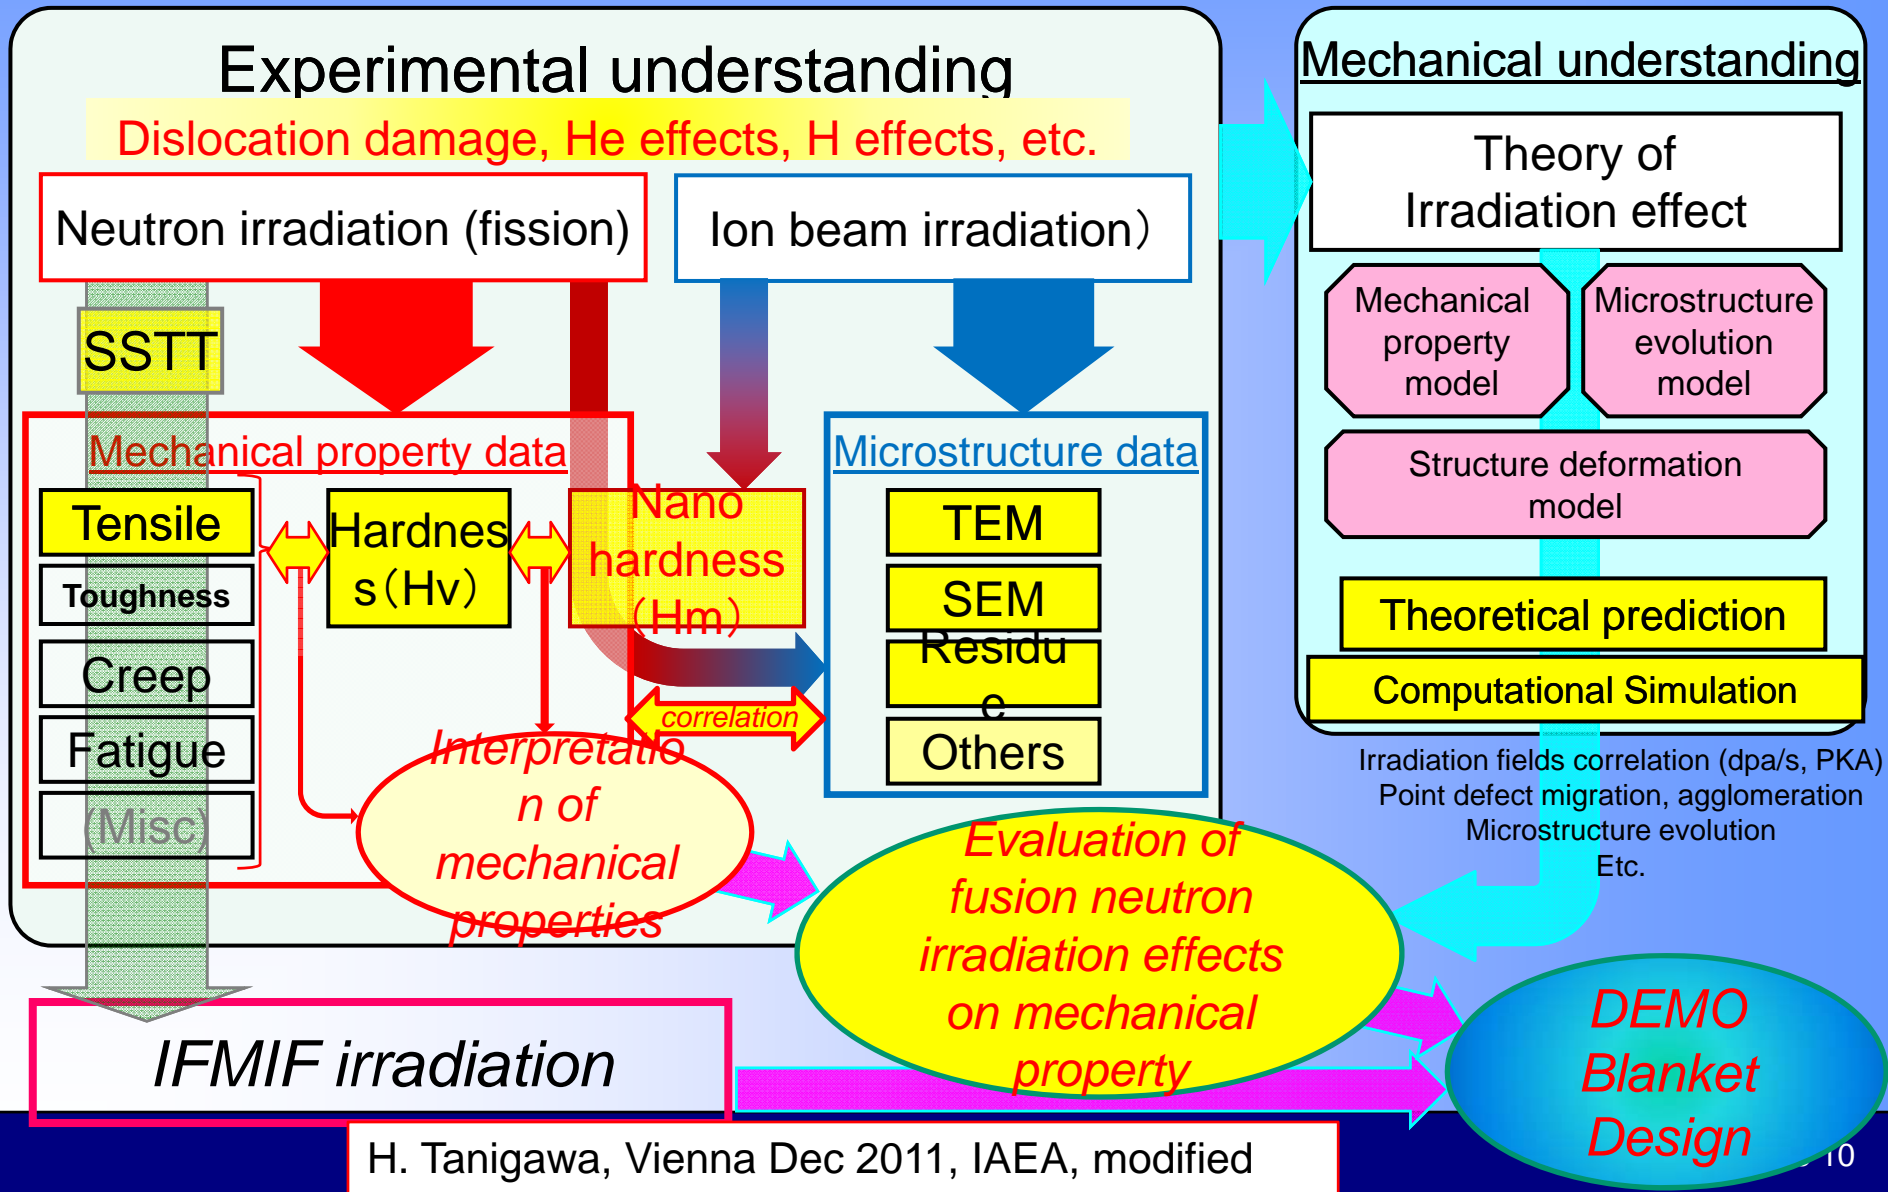 Experimental understanding
Dislocation damage, He effects, H effects, etc.
Neutron irradiation (fission)
Ion beam irradiation）
SSTT
Mechanical property data
Tensile
Toughness
Creep
Fatigue
(Misc)
Hardnes
s（Hv）
Nano
hardness
（Hm）
Microstructure data
TEM
SEM
Residu
e
Others
correlation
Interpretatio
n of
mechanical
properties
Mechanical understanding
Theory of
Irradiation effect
Mechanical
property
model
Microstructure
evolution
model
Structure deformation
model
Theoretical prediction
Computational Simulation
Irradiation fields correlation (dpa/s, PKA)
Point defect migration, agglomeration
Microstructure evolution
Etc.
Evaluation of
fusion neutron
irradiation effects
on mechanical
property
IFMIF irradiation
DEMO
Blanket
Design
H. Tanigawa, Vienna Dec 2011, IAEA, modified
10